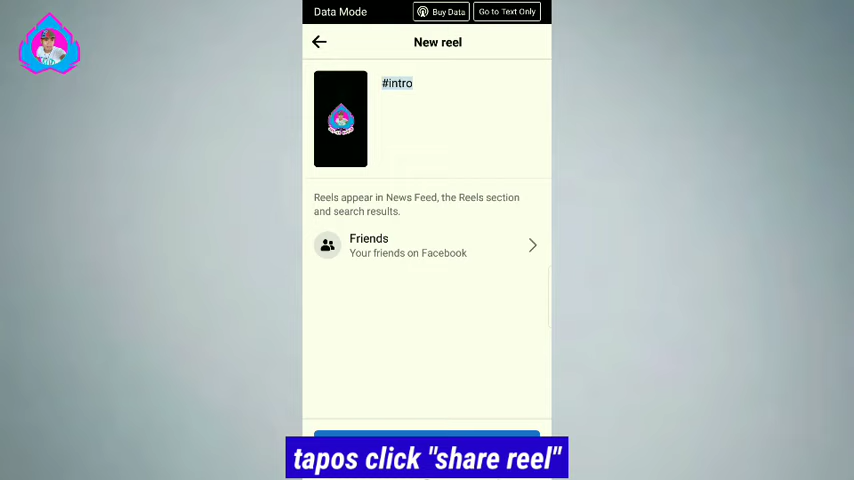 Data Mode
Buy Data
Go to Text Only
New reel
#intro
Reels appear in News Feed, the Reels section
and search results.
Friends
Your friends on Facebook
tapos click "share reel"